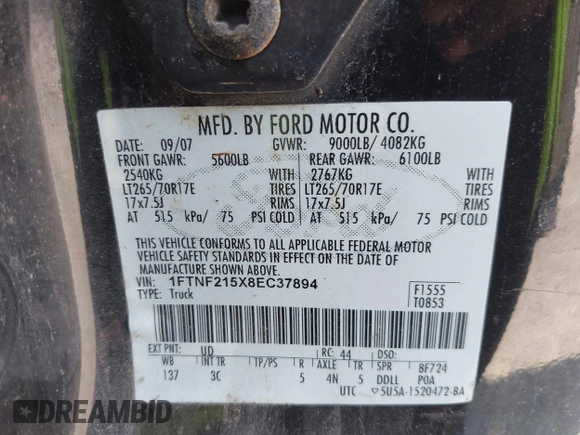 MFD. BY FORD MOTOR CO.
DATE: 09/07 GVWR: 9000LB/ 4082KG
FRONT GAWR: 5600LB REAR GAWR: 6100LB
2540KG WITH 2767KG WITH
LT265/70R17E TIRES LT265/70R17E TIRES
17x7.5J RIMS 17x7.5J RIMS
AT 515 kPa/ 75 PSI COLD AT 515 kPa/ 75 PSI COLD
THIS VEHICLE CONFORMS TO ALL APPLICABLE FEDERAL MOTOR
VEHICLE SAFETY STANDARDS IN EFFECT ON THE DATE OF
MANUFACTURE SHOWN ABOVE.
VIN: 1FTNF215X8EC37894
TYPE: Truck
F1555
T0853
EXT PNT: UD RC: 44 DSO:
WB INT TR TP/PS R AXLE TR SPR 8F724
137 3C 5 4N 5 DDLL POA
UTC 5U5A-1520472-BA
Ford
DREAMBID